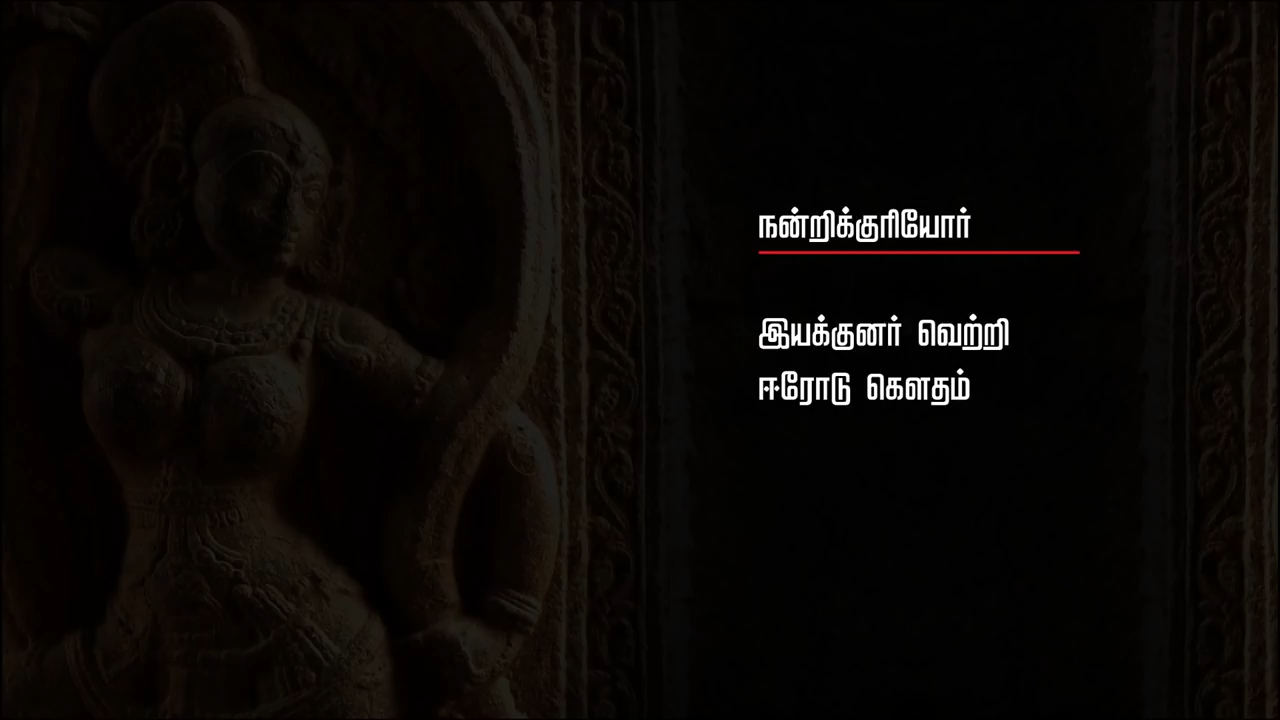 நன்றிக்குரியோர்
இயக்குனர் வெற்றி
ஈரோடு கௌதம்